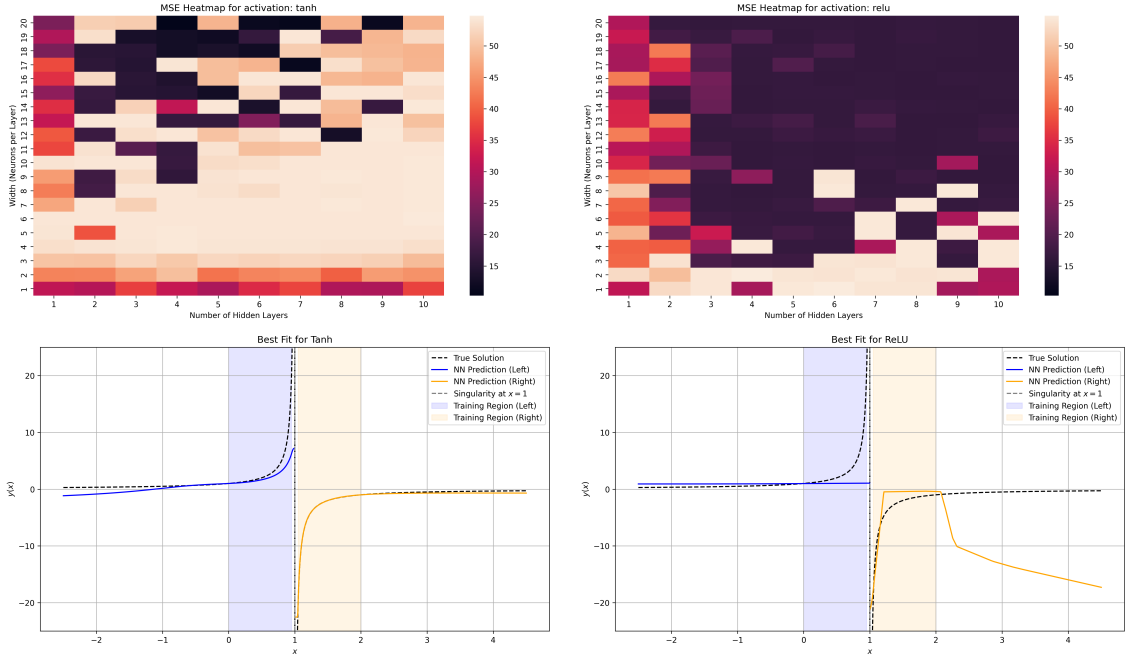 MSE Heatmap for activation: tanh
Width (Neurons per Layer)
20
19
18
17
16
15
14
13
12
11
10
9
8
7
6
5
4
3
2
1
1 2 3 4 5 6 7 8 9 10
Number of Hidden Layers
50
45
40
35
30
25
20
15
MSE Heatmap for activation: relu
Width (Neurons per Layer)
20
19
18
17
16
15
14
13
12
11
10
9
8
7
6
5
4
3
2
1
1 2 3 4 5 6 7 8 9 10
Number of Hidden Layers
50
45
40
35
30
25
20
15
Best Fit for Tanh
y(x)
20
10
0
−10
−20
−2 −1 0 1 2 3 4
x
True Solution
NN Prediction (Left)
NN Prediction (Right)
Singularity at x = 1
Training Region (Left)
Training Region (Right)
Best Fit for ReLU
y(x)
20
10
0
−10
−20
−2 −1 0 1 2 3 4
x
True Solution
NN Prediction (Left)
NN Prediction (Right)
Singularity at x = 1
Training Region (Left)
Training Region (Right)